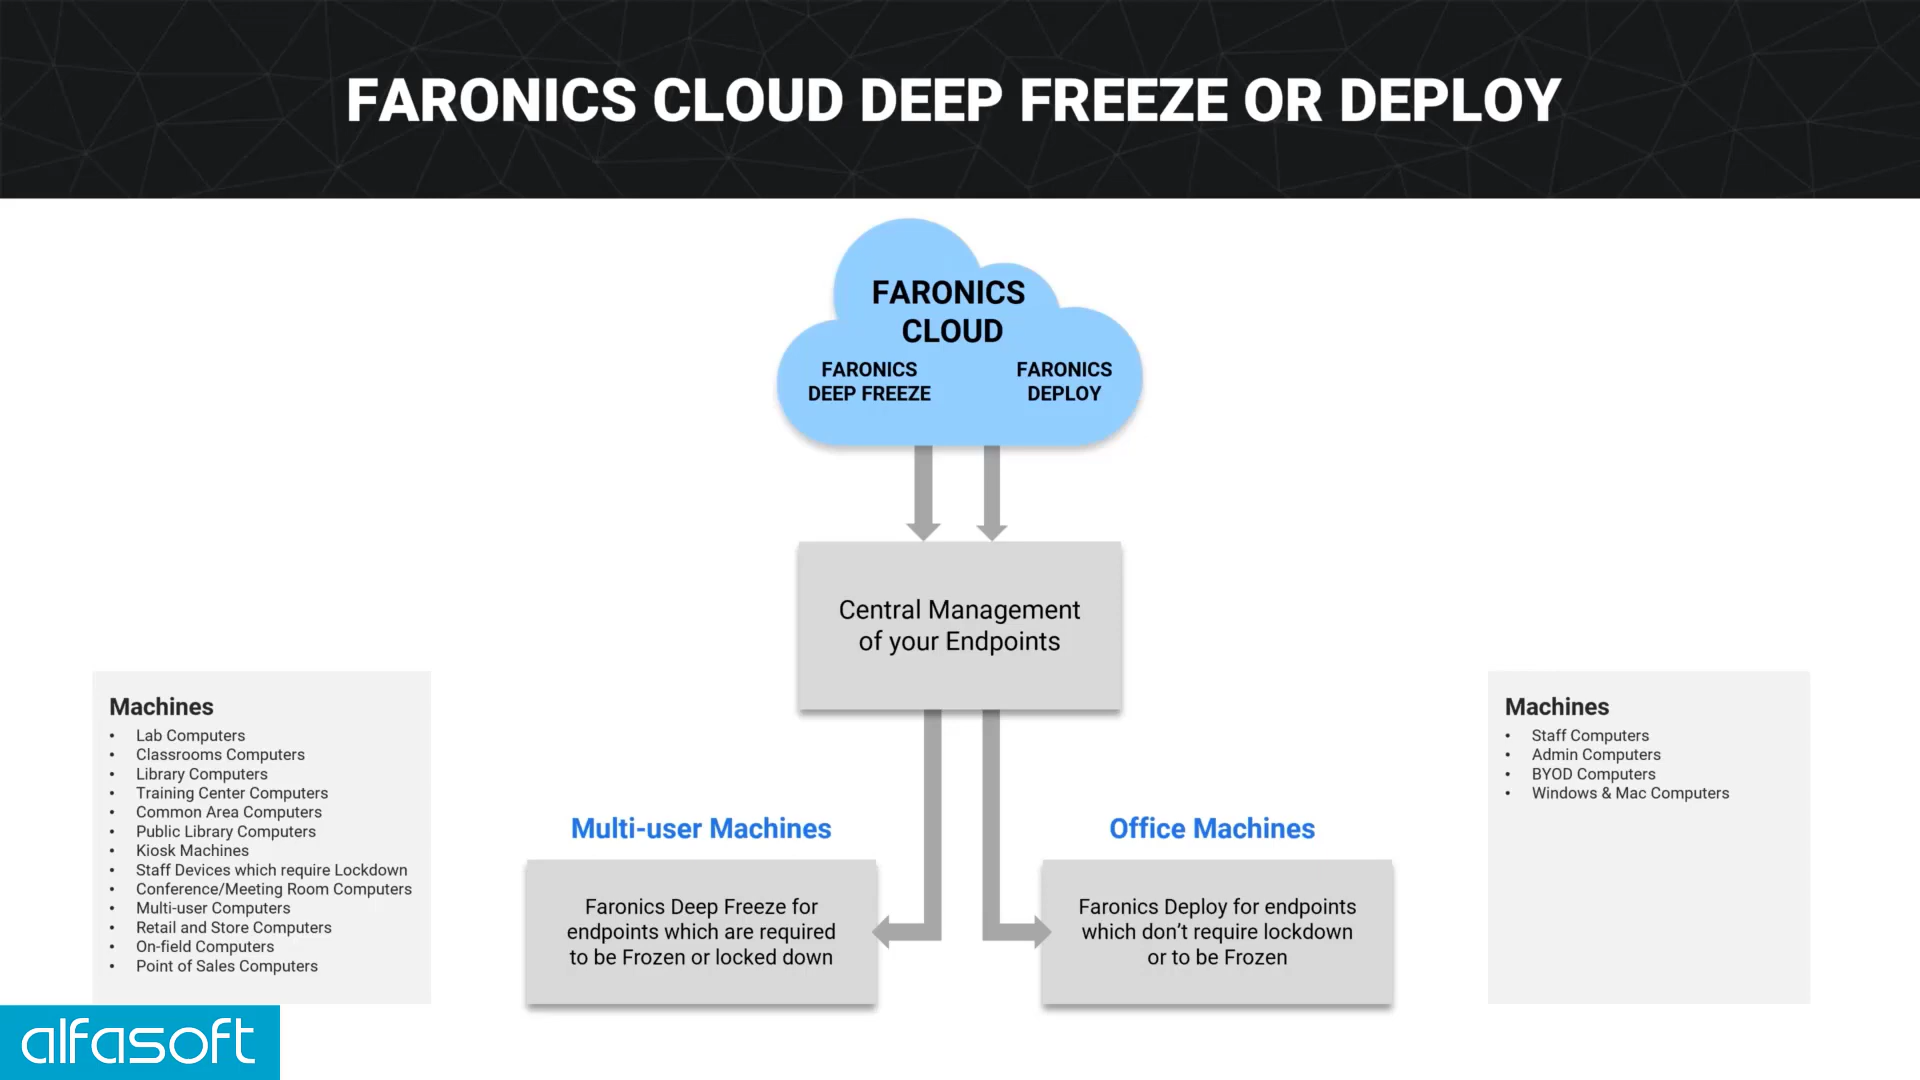 FARONICS CLOUD DEEP FREEZE OR DEPLOY
FARONICS
CLOUD
FARONICS
DEEP FREEZE
FARONICS
DEPLOY
Central Management
of your Endpoints
Machines
• Lab Computers
• Classrooms Computers
• Library Computers
• Training Center Computers
• Common Area Computers
• Public Library Computers
• Kiosk Machines
• Staff Devices which require Lockdown
• Conference/Meeting Room Computers
• Multi-user Computers
• Retail and Store Computers
• On-field Computers
• Point of Sales Computers
Multi-user Machines
Faronics Deep Freeze for
endpoints which are required
to be Frozen or locked down
Office Machines
Faronics Deploy for endpoints
which don’t require lockdown
or to be Frozen
Machines
• Staff Computers
• Admin Computers
• BYOD Computers
• Windows & Mac Computers
alfasoft